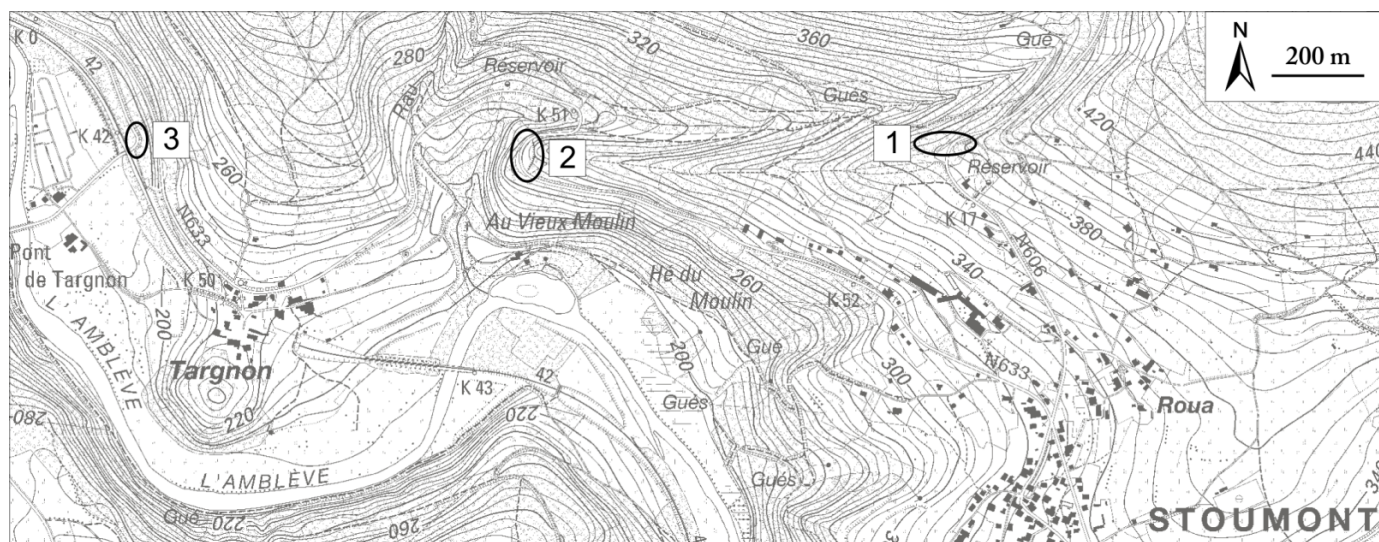 K 0
42
320
360
Gué
N
200 m
280
Réservoir
Gués
Rau
K 51
K 42
3
2
1
420
Réservoir
440
260
N633
Au Vieux Moulin
K 17
N606
380
Pont
de Targnon
K 50
Hé du
Moulin
260
340
K 52
200
L'AMBLÈVE
Targnon
200
Gué
N633
300
K 43
42
Gués
Roua
220
220
280
L'AMBLÈVE
Gués
Gué
220
260
STOUMONT
340